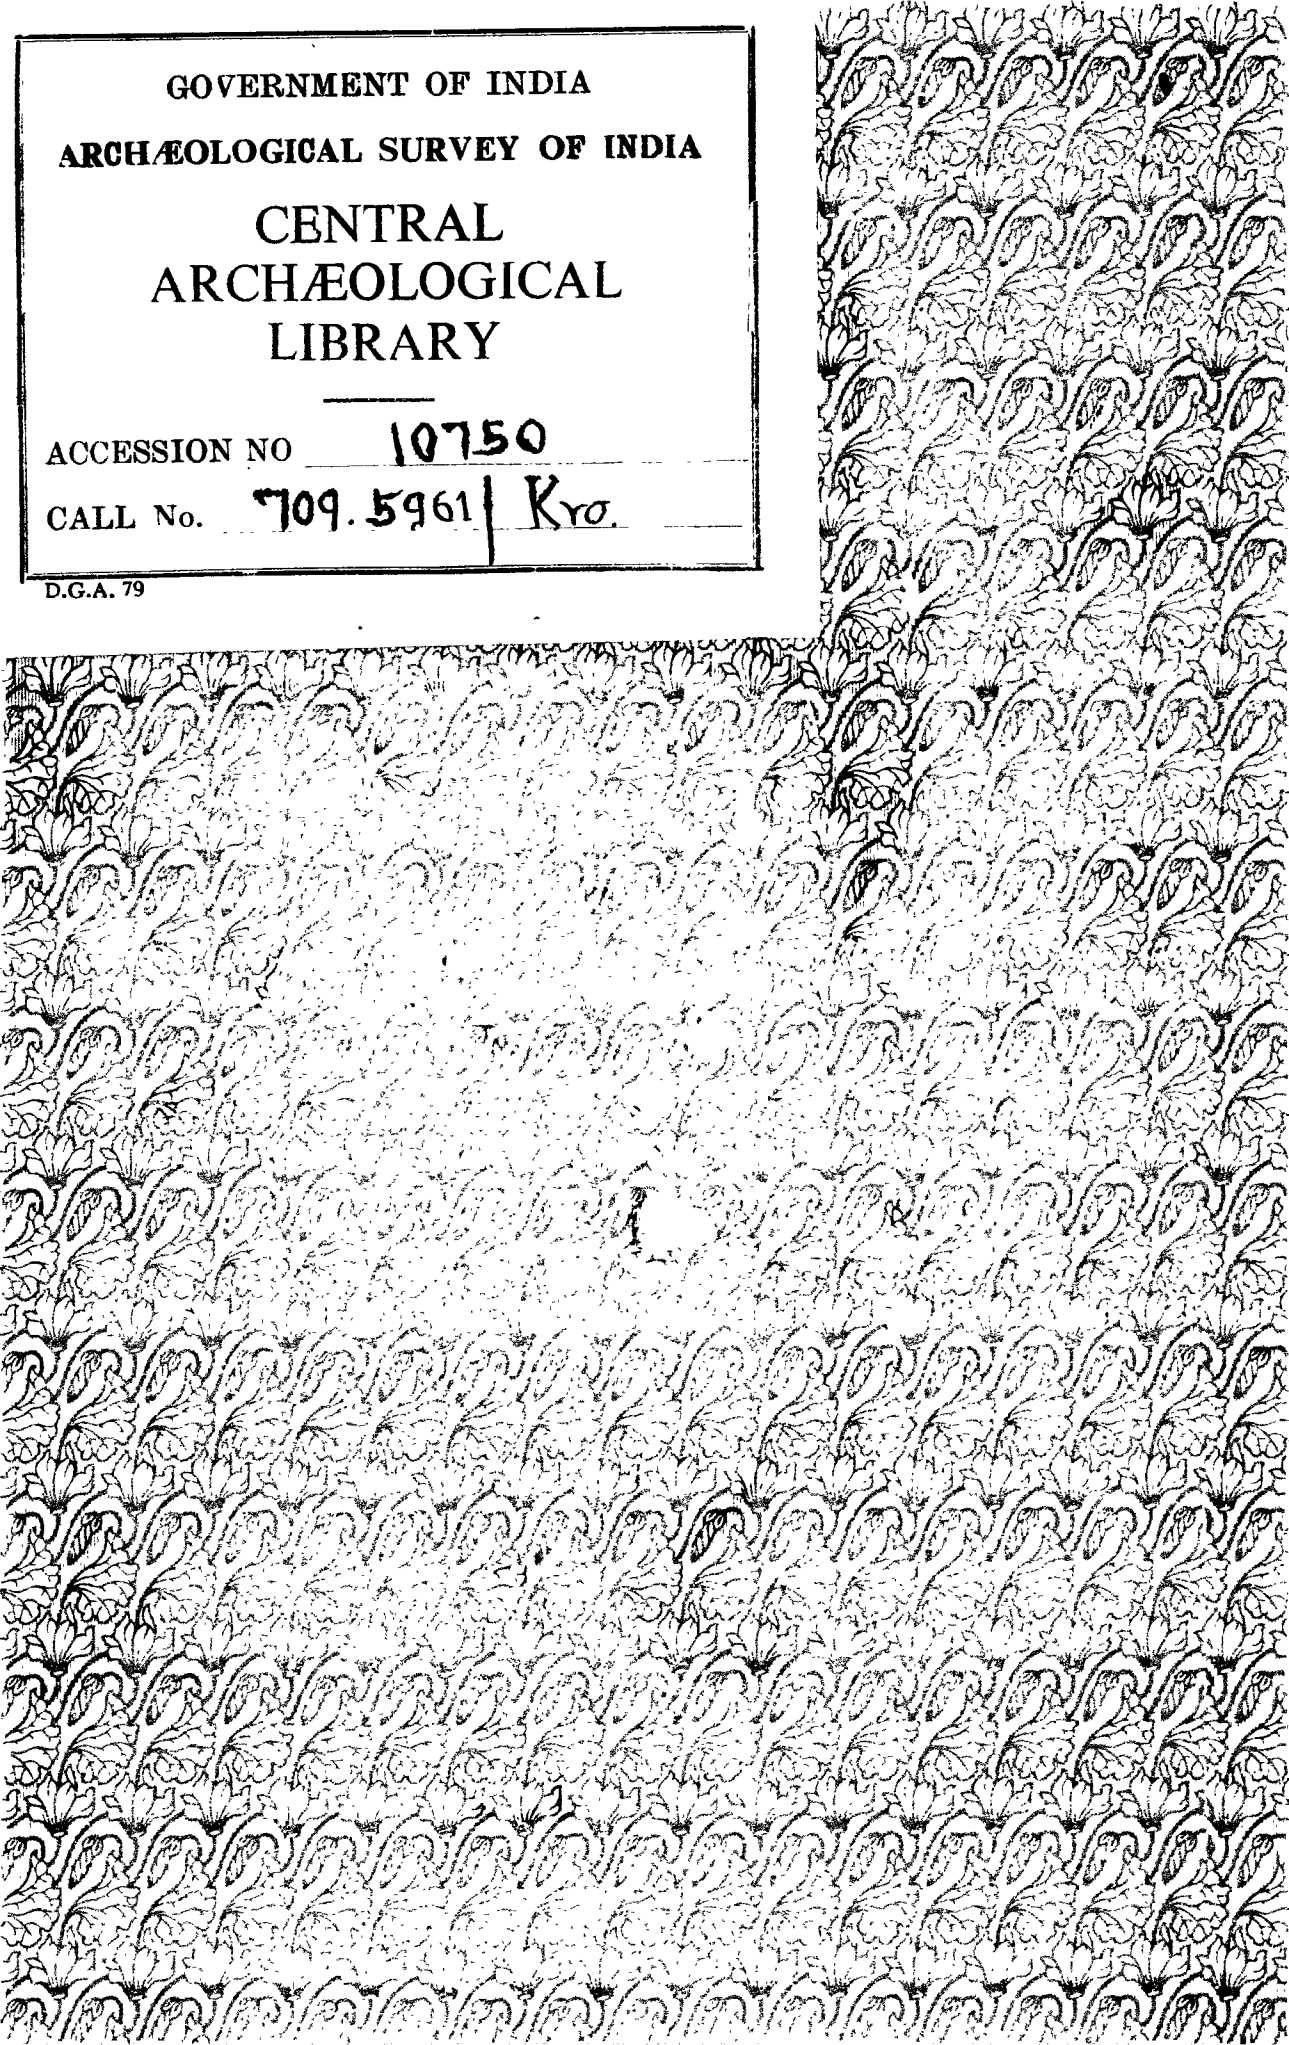 GOVERNMENT OF INDIA
ARCHÆOLOGICAL SURVEY OF INDIA
CENTRAL
ARCHÆOLOGICAL
LIBRARY
ACCESSION NO 10750
CALL No. 709.5961 | Kro.
D.G.A. 79